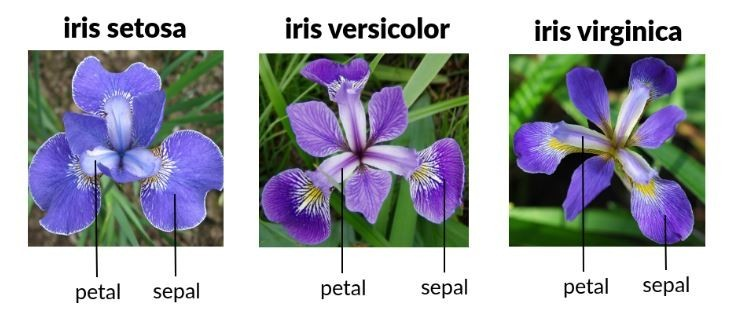 iris setosa
iris versicolor
iris virginica
petal
sepal
petal
sepal
petal
sepal